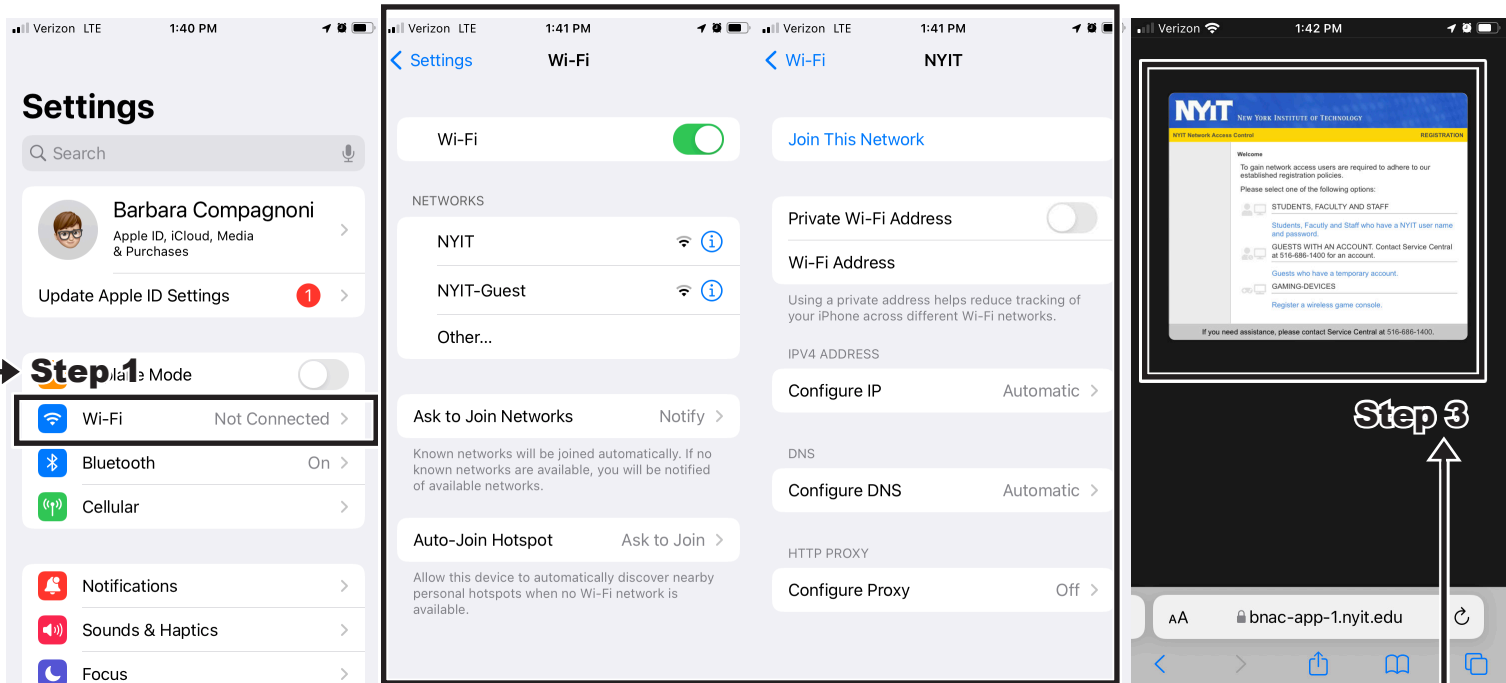 Verizon LTE 1:40 PM
Settings
Search
Barbara Compagnoni
Apple ID, iCloud, Media
& Purchases
Update Apple ID Settings 1
Step 1
Mode
Wi-Fi Not Connected
Bluetooth On
Cellular
Notifications
Sounds & Haptics
Focus
Verizon LTE 1:41 PM
Settings Wi-Fi
Wi-Fi
NETWORKS
NYIT
NYIT-Guest
Other...
Ask to Join Networks Notify
Known networks will be joined automatically. If no
known networks are available, you will be notified
of available networks.
Auto-Join Hotspot Ask to Join
Allow this device to automatically discover nearby
personal hotspots when no Wi-Fi network is
available.
Verizon LTE 1:41 PM
Wi-Fi NYIT
Join This Network
Private Wi-Fi Address
Wi-Fi Address
Using a private address helps reduce tracking of
your iPhone across different Wi-Fi networks.
IPV4 ADDRESS
Configure IP Automatic
DNS
Configure DNS Automatic
HTTP PROXY
Configure Proxy Off
Verizon 1:42 PM
NYIT NEW YORK INSTITUTE OF TECHNOLOGY
NYIT Network Access Control REGISTRATION
Welcome
To gain network access users are required to adhere to our
established registration policies.
Please select one of the following options:
STUDENTS, FACULTY AND STAFF
Students, Facutly and Staff who have a NYIT user name
and password.
GUESTS WITH AN ACCOUNT. Contact Service Central
at 516-686-1400 for an account.
Guests who have a temporary account.
GAMING-DEVICES
Register a wireless game console.
If you need assistance, please contact Service Central at 516-686-1400.
Step 3
AA bnac-app-1.nyit.edu